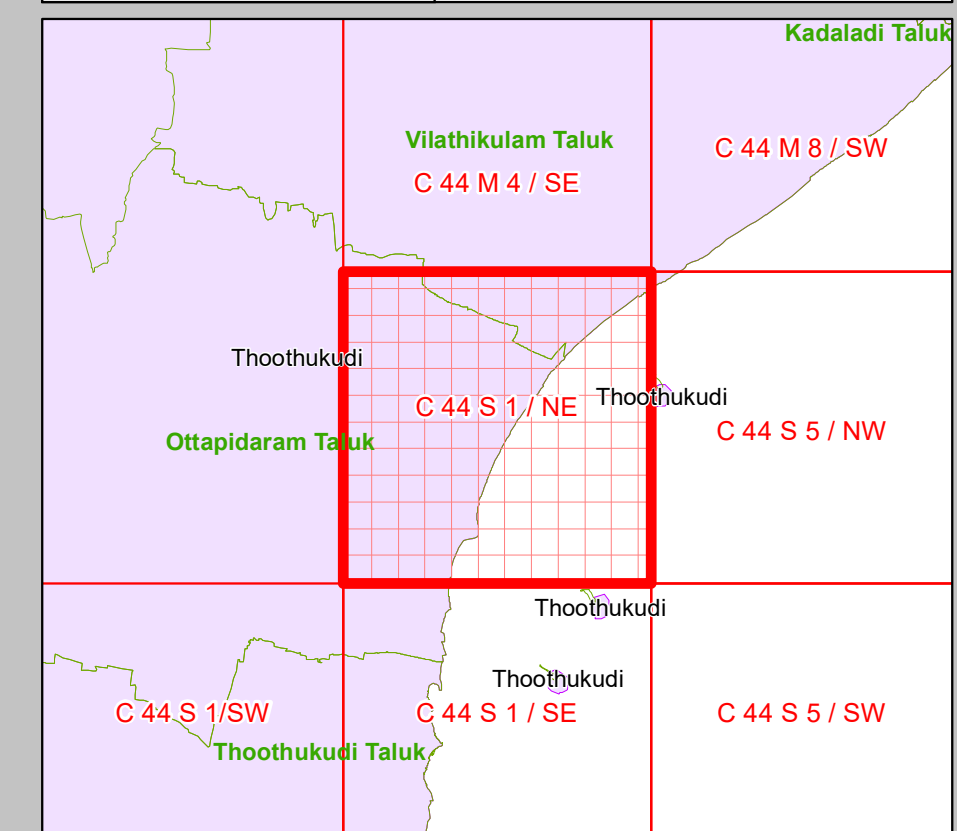 Kadaladi Taluk
Vilathikulam Taluk
C 44 M 8 / SW
C 44 M 4 / SE
Thoothukudi
Thoothukudi
C 44 S 1 / NE
C 44 S 5 / NW
Ottapidaram Taluk
Thoothukudi
Thoothukudi
C 44 S 1/SW
C 44 S 1 / SE
C 44 S 5 / SW
Thoothukudi Taluk